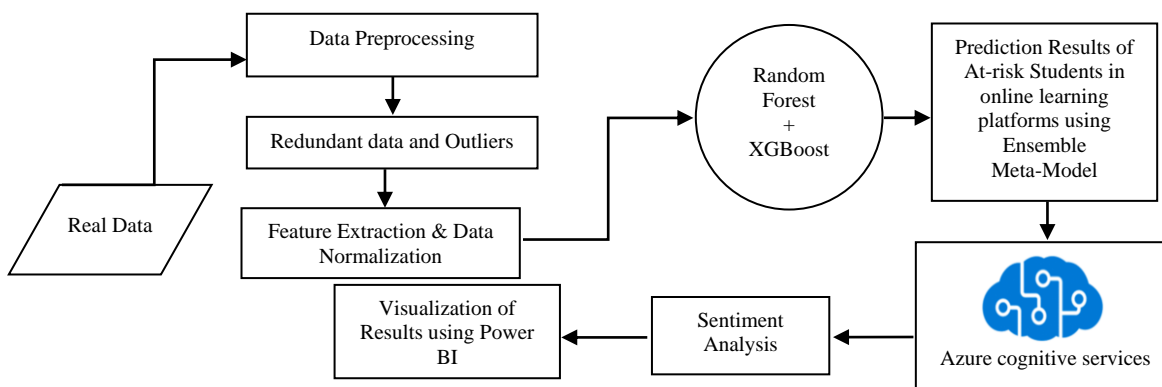 Data Preprocessing
Redundant data and Outliers
Real Data
Feature Extraction & Data
Normalization
Random
Forest
+
XGBoost
Prediction Results of
At-risk Students in
online learning
platforms using
Ensemble
Meta-Model
Azure cognitive services
Sentiment
Analysis
Visualization of
Results using Power
BI